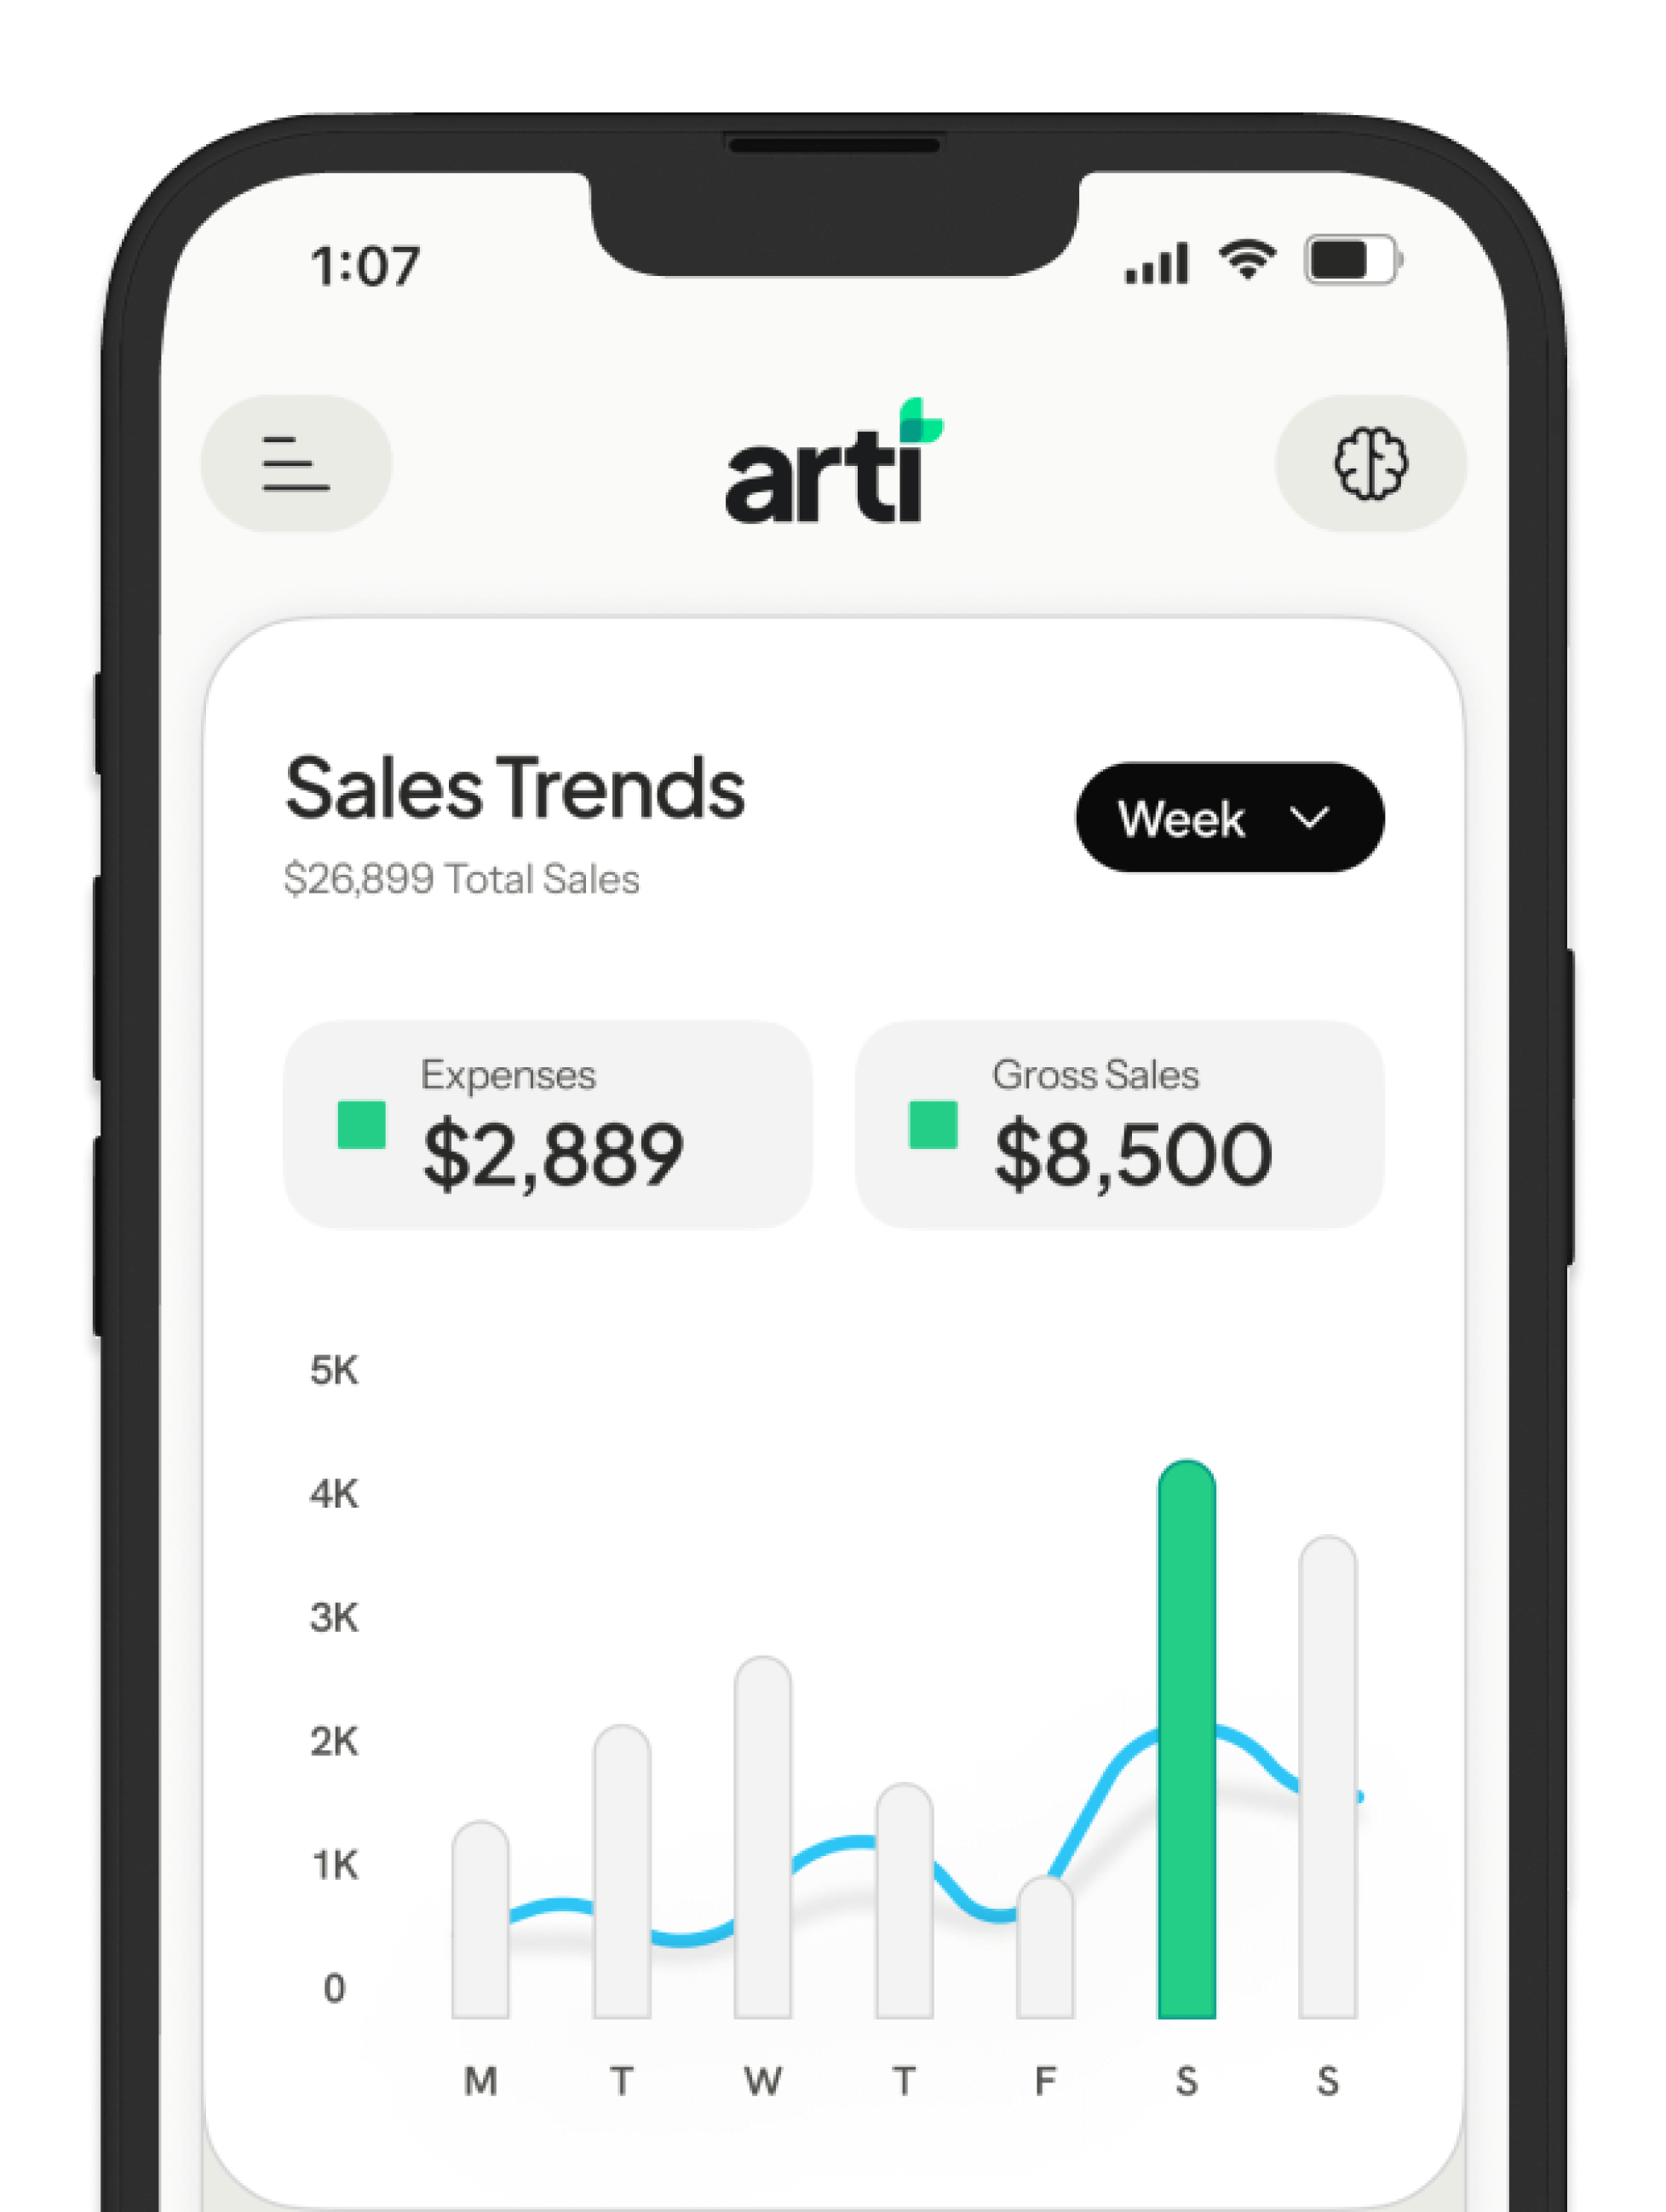 1:07
arti
Sales Trends
Week
$26,899 Total Sales
Expenses
$2,889
Gross Sales
$8,500
5K
4K
3K
2K
1K
0
M T W T F S S